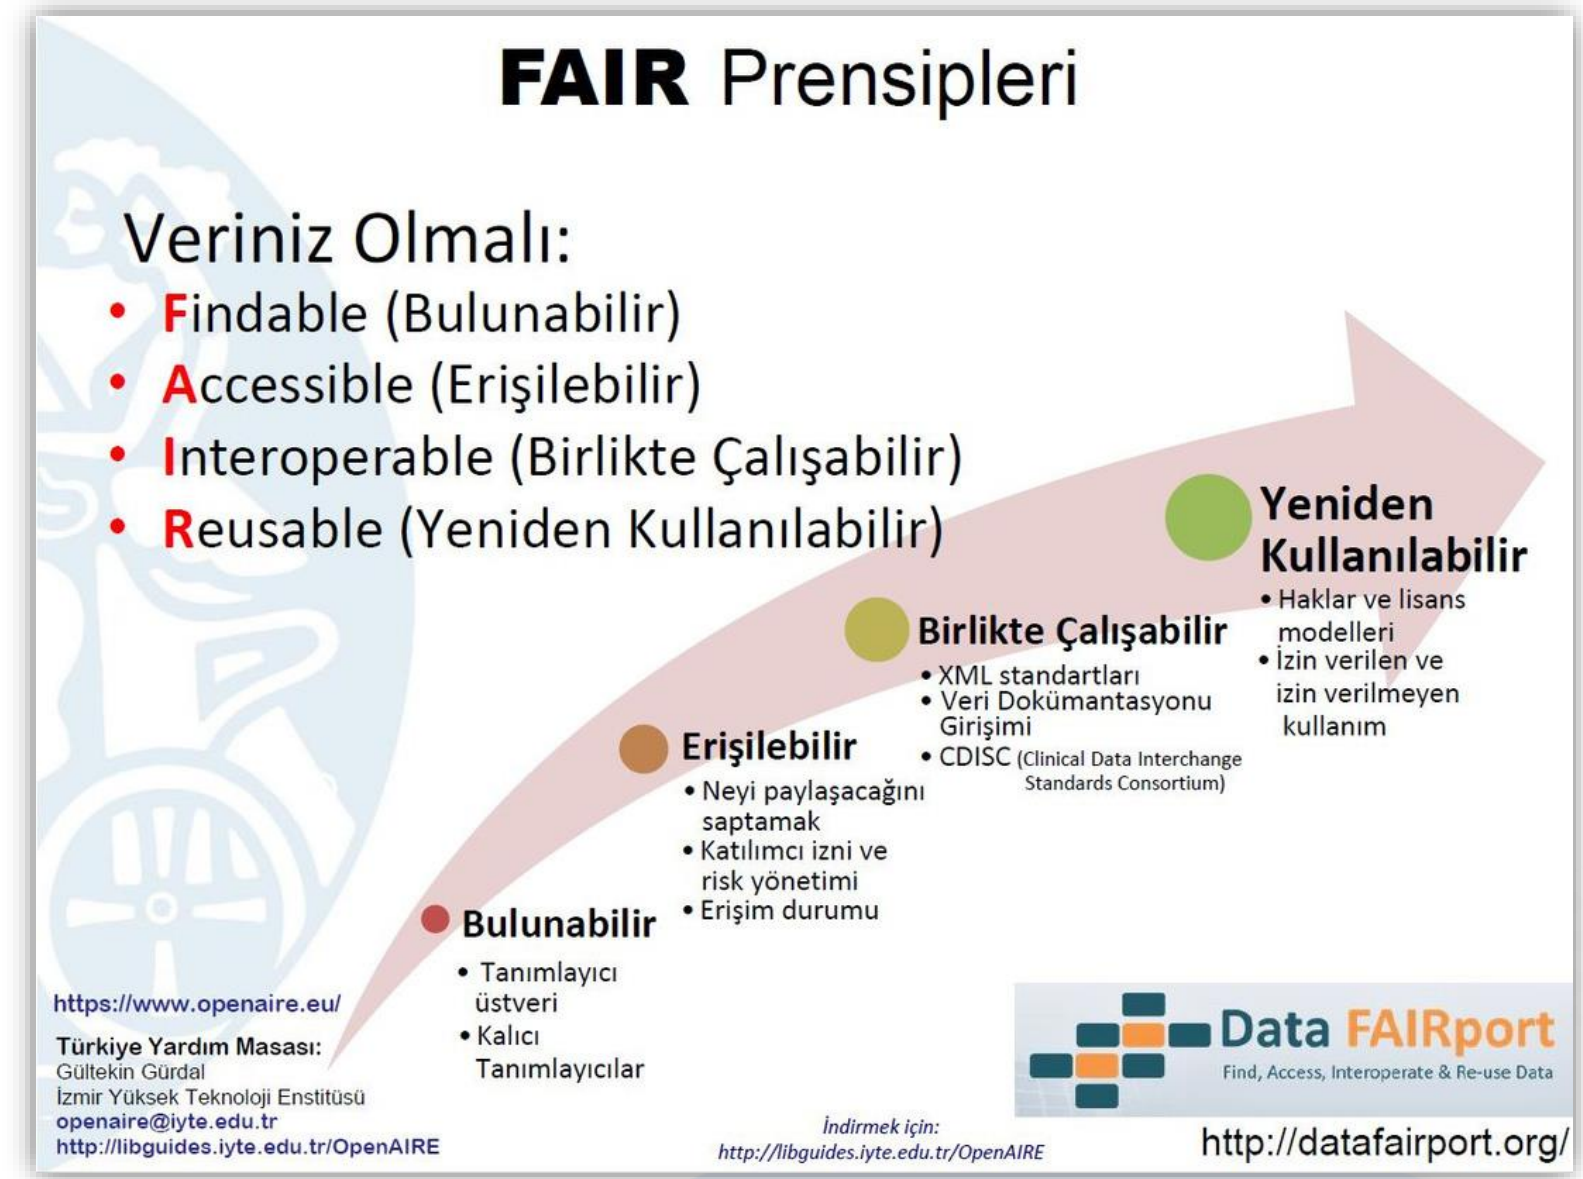 FAIR Prensipleri
Veriniz Olmalı:
• Findable (Bulunabilir)
• Accessible (Erişilebilir)
• Interoperable (Birlikte Çalışabilir)
• Reusable (Yeniden Kullanılabilir)
Yeniden
Kullanılabilir
• Haklar ve lisans
modelleri
• İzin verilen ve
izin verilmeyen
kullanım
Birlikte Çalışabilir
• XML standartları
• Veri Dokümantasyonu
Girişimi
• CDISC (Clinical Data Interchange
Standards Consortium)
Erişilebilir
• Neyi paylaşacağını
saptamak
• Katılımcı izni ve
risk yönetimi
• Erişim durumu
Bulunabilir
• Tanımlayıcı
üstveri
• Kalıcı
Tanımlayıcılar
https://www.openaire.eu/
Türkiye Yardım Masası:
Gültekin Gürdal
İzmir Yüksek Teknoloji Enstitüsü
openaire@iyte.edu.tr
http://libguides.iyte.edu.tr/OpenAIRE
İndirmek için:
http://libguides.iyte.edu.tr/OpenAIRE
Data FAIRport
Find, Access, Interoperate & Re-use Data
http://datafairport.org/